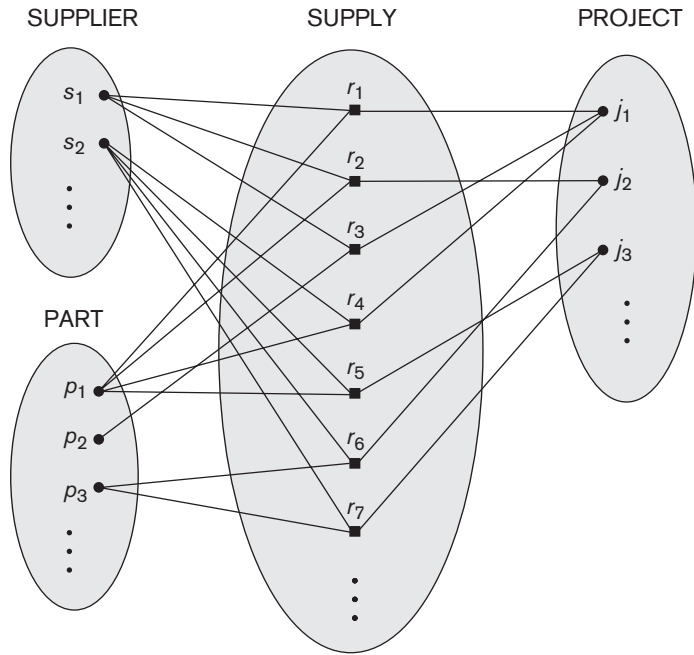 SUPPLIER
SUPPLY
PROJECT
s1
s2
r1
r2
r3
r4
r5
r6
r7
j1
j2
j3
PART
p1
p2
p3